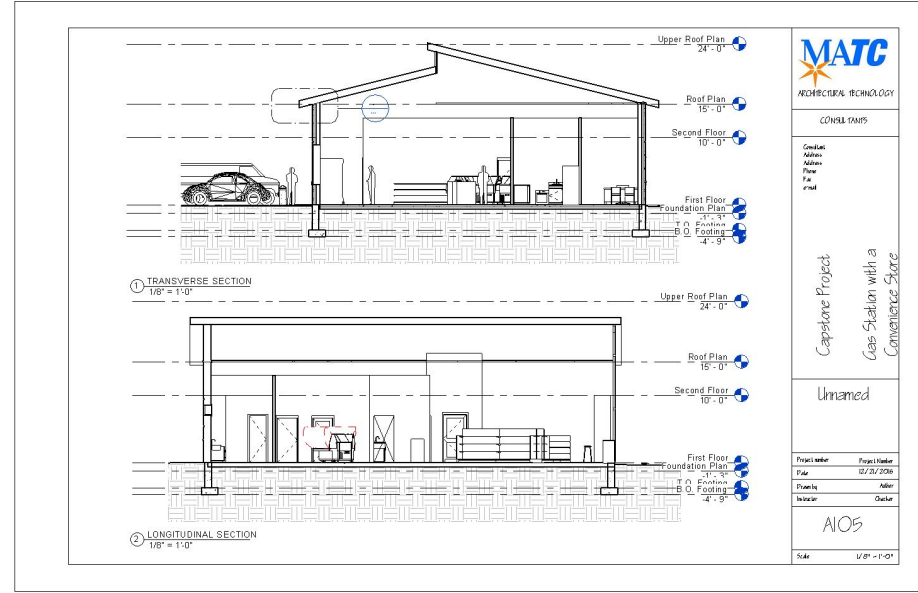 Upper Roof Plan
24' - 0"
Roof Plan
15' - 0"
Second Floor
10' - 0"
First Floor
Foundation Plan
-1' - 3"
T.O. Footing
B.O. Footing
-4' - 9"
1
TRANSVERSE SECTION
1/8" = 1'-0"
Upper Roof Plan
24' - 0"
Roof Plan
15' - 0"
Second Floor
10' - 0"
First Floor
Foundation Plan
-1' - 3"
T.O. Footing
B.O. Footing
-4' - 9"
2
LONGITUDINAL SECTION
1/8" = 1'-0"
MATC
ARCHITECTURAL TECHNOLOGY
CONSULTANTS
Consultant
Address
Address
Phone
Fax
e-mail
Capstone Project
Gas Station with a
Convenience Store
Unnamed
Project number
Project Number
Date
12/21/2016
Drawn by
Author
Instructor
Checker
A105
Scale
1/8" = 1'-0"